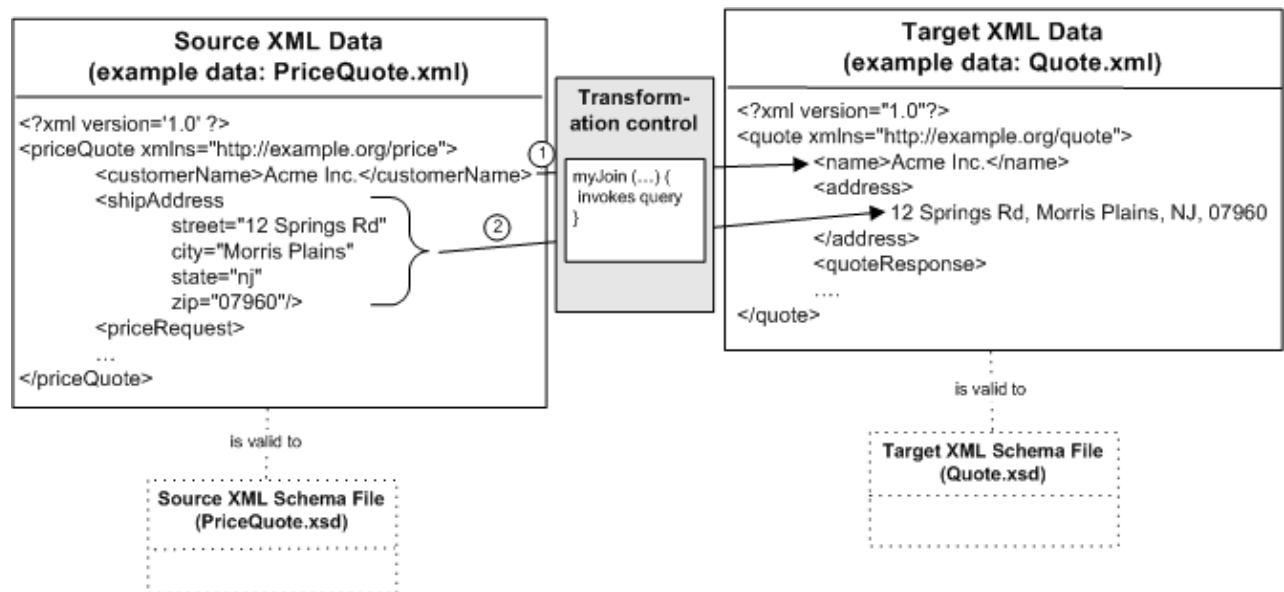 Source XML Data
(example data: PriceQuote.xml)
<?xml version='1.0' ?>
<priceQuote xmlns="http://example.org/price">
<customerName>Acme Inc.</customerName>
<shipAddress
street="12 Springs Rd"
city="Morris Plains"
state="nj"
zip="07960"/>
<priceRequest>
...
</priceQuote>
is valid to
Source XML Schema File
(PriceQuote.xsd)
1
2
Transform-
ation control
myJoin (...) {
invokes query
}
Target XML Data
(example data: Quote.xml)
<?xml version="1.0"?>
<quote xmlns="http://example.org/quote">
<name>Acme Inc.</name>
<address>
12 Springs Rd, Morris Plains, NJ, 07960
</address>
<quoteResponse>
....
</quote>
is valid to
Target XML Schema File
(Quote.xsd)